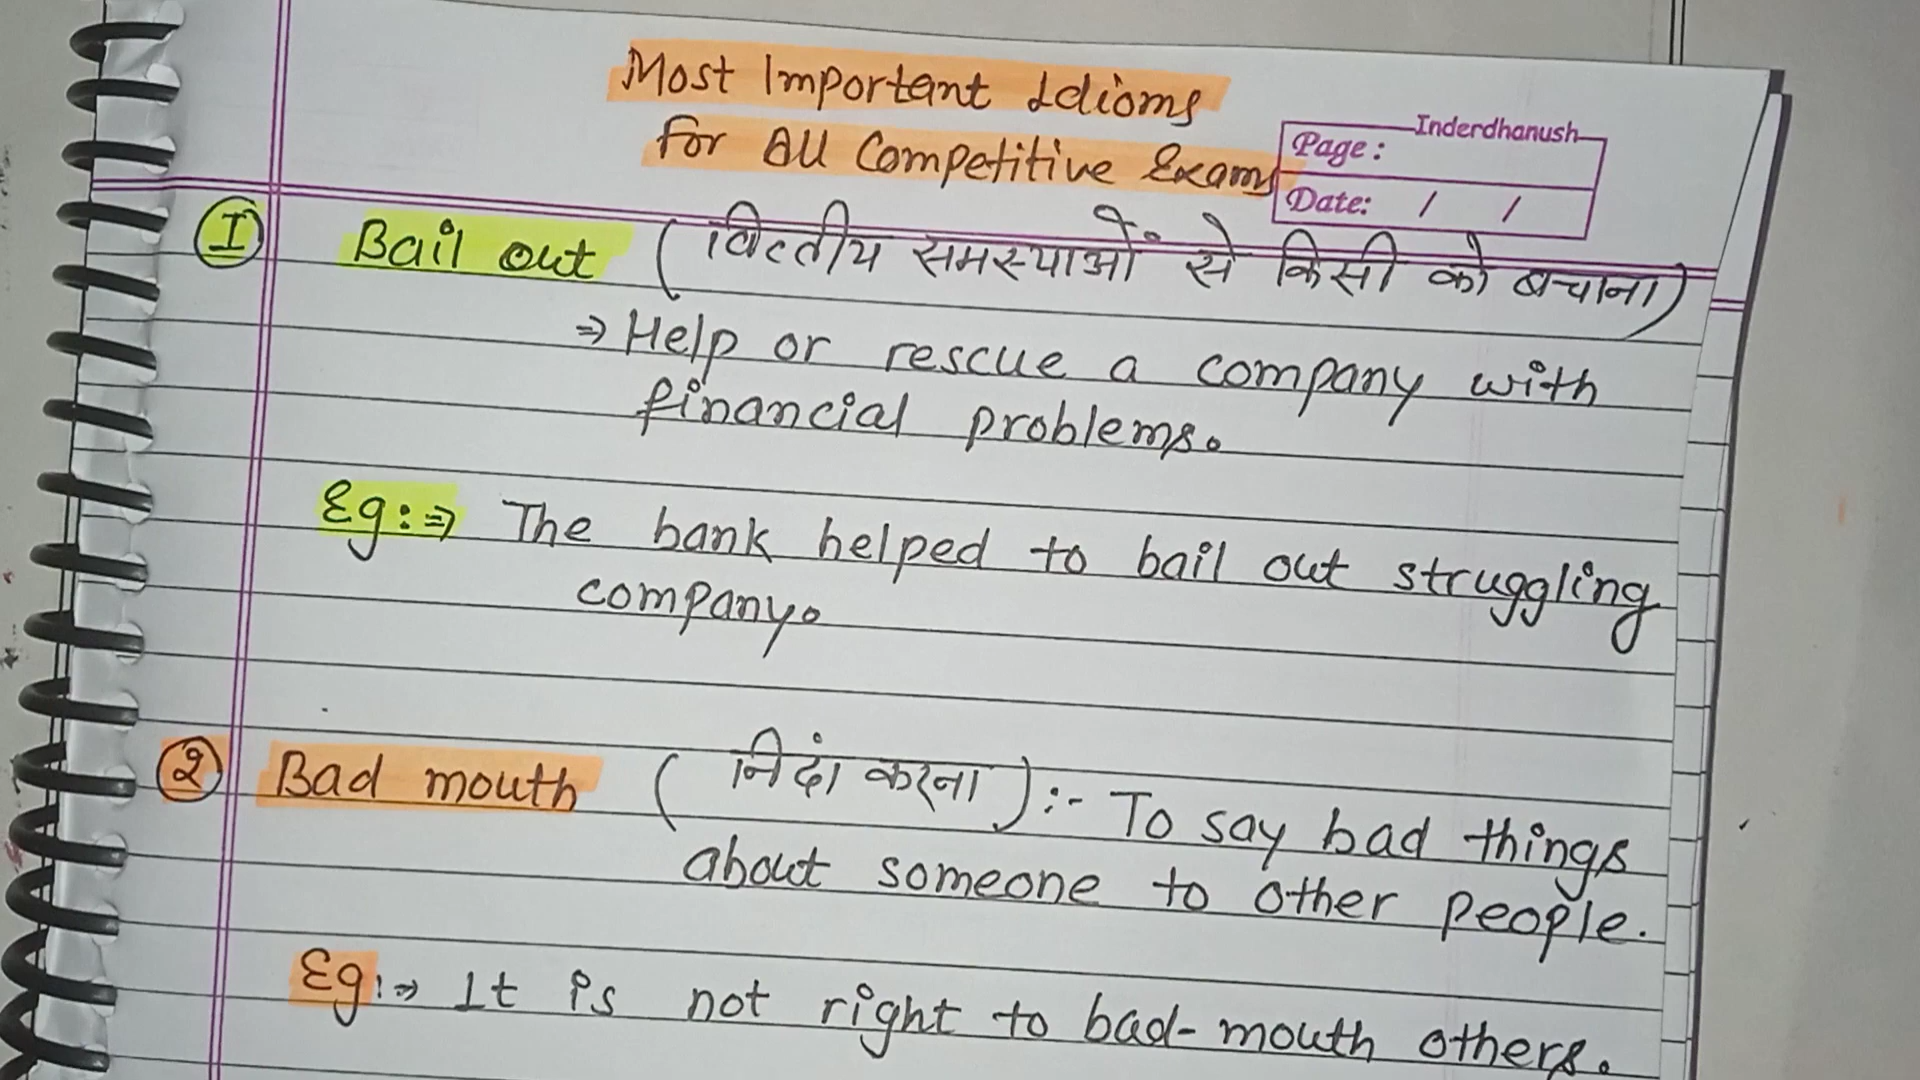 Most Important Idioms
for All Competitive Exams
Inderdhanush
Page:
Date: / /
① Bail out (वित्तीय समस्याओं से किसी को बचाना)
⇒ Help or rescue a company with
financial problems.
Eg:⇒ The bank helped to bail out struggling
company.
② Bad mouth (निदंा करना):- To say bad things
about someone to other people.
Eg:⇒ It is not right to bad-mouth others.